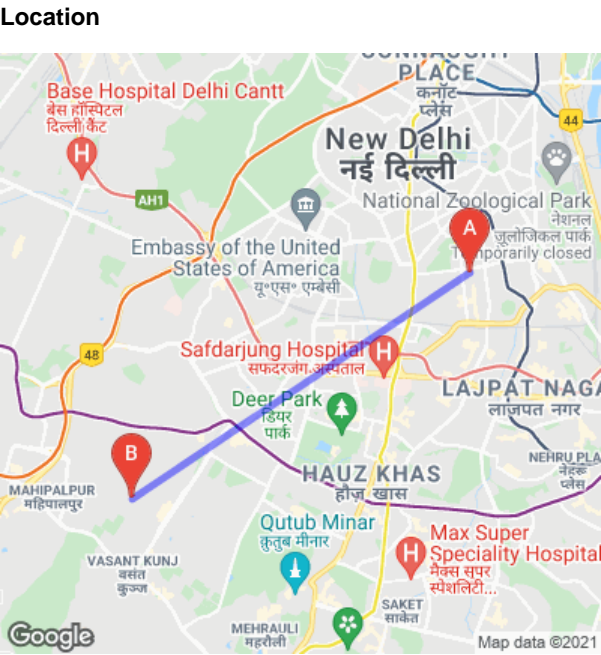 Location
CONNAUGHT
PLACE
कनॉट
प्लेस
Base Hospital Delhi Cantt
बेस हॉस्पिटल
दिल्ली कैंट
H
44
New Delhi
नई दिल्ली
AH1
National Zoological Park
नेशनल
जूलोजिकल पार्क
Temporarily closed
A
Embassy of the United
States of America
यू॰एस॰ एम्बेसी
48
Safdarjung Hospital
सफदरजंग अस्पताल
H
Deer Park
डियर
पार्क
LAJPAT NAGA
लाजपत नगर
B
NEHRU PLA
नेहरू
प्लेस
HAUZ KHAS
हौज़ खास
MAHIPALPUR
महिपालपुर
Qutub Minar
क़ुतुब मीनार
Max Super
Speciality Hospital
मैक्स सुपर
स्पेशलिटी...
H
VASANT KUNJ
वसंत
कुञ्ज
SAKET
साकेत
MEHRAULI
महरौली
Google
Map data ©2021